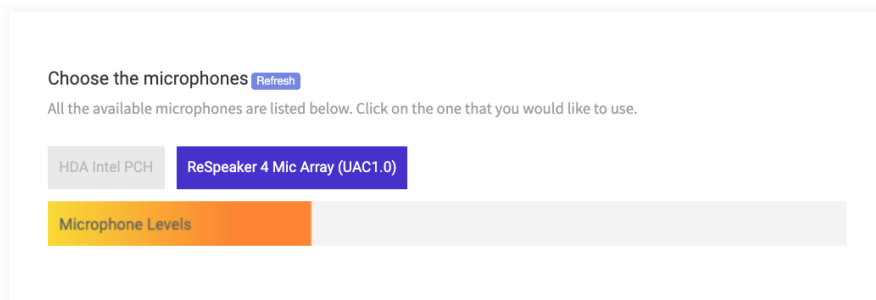 Choose the microphones Refresh
All the available microphones are listed below. Click on the one that you would like to use.
HDA Intel PCH ReSpeaker 4 Mic Array (UAC1.0)
Microphone Levels